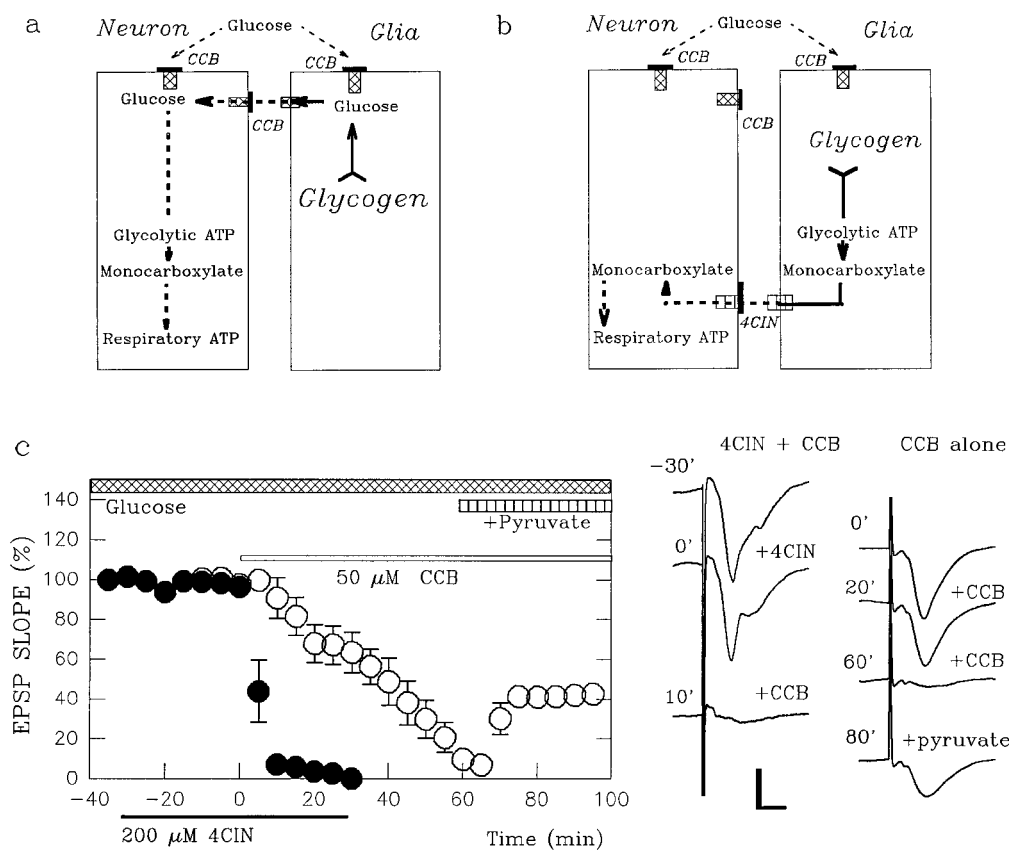 a
Neuron
Glucose
Glia
CCB
CCB
Glucose
Glucose
CCB
Glycogen
Glycolytic ATP
Monocarboxylate
Respiratory ATP
b
Neuron
Glucose
Glia
CCB
CCB
CCB
Glycogen
Glycolytic ATP
Monocarboxylate
Monocarboxylate
4CIN
Respiratory ATP
c
EPSP SLOPE (%)
140
120
100
80
60
40
20
0
Glucose
+Pyruvate
50 μM CCB
-40
-20
0
20
40
60
80
100
200 μM 4CIN
Time (min)
4CIN + CCB
-30'
0'
+4CIN
10'
+CCB
CCB alone
0'
+CCB
20'
+CCB
60'
80'
+pyruvate